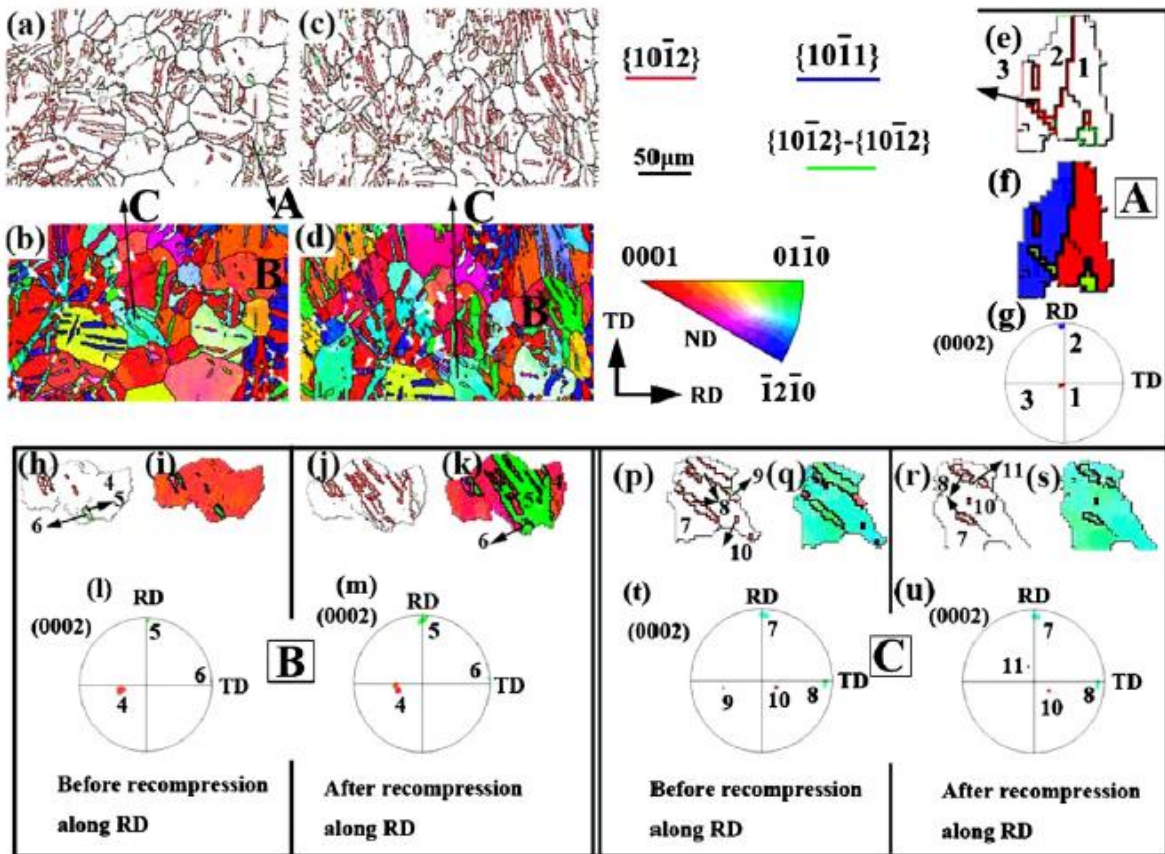 (a)
(c)
{101̄2}
{101̄1}
{101̄2}-{101̄2}
50μm
C
A
C
(b)
B
(d)
B
0001
011̄0
1̄21̄0
TD
ND
RD
(e)
3
2
1
(f)
A
(g)
RD
(0002)
2
TD
3
1
(h)
4
5
6
(i)
(j)
(k)
5
4
6
(l)
RD
(0002)
5
6
TD
4
B
(m)
RD
(0002)
5
6
TD
4
Before recompression
along RD
After recompression
along RD
(p)
9
8
7
10
(q)
(r)
11
8
10
7
(s)
(t)
RD
(0002)
7
TD
9
10
8
C
(u)
RD
(0002)
7
11
TD
10
8
Before recompression
along RD
After recompression
along RD